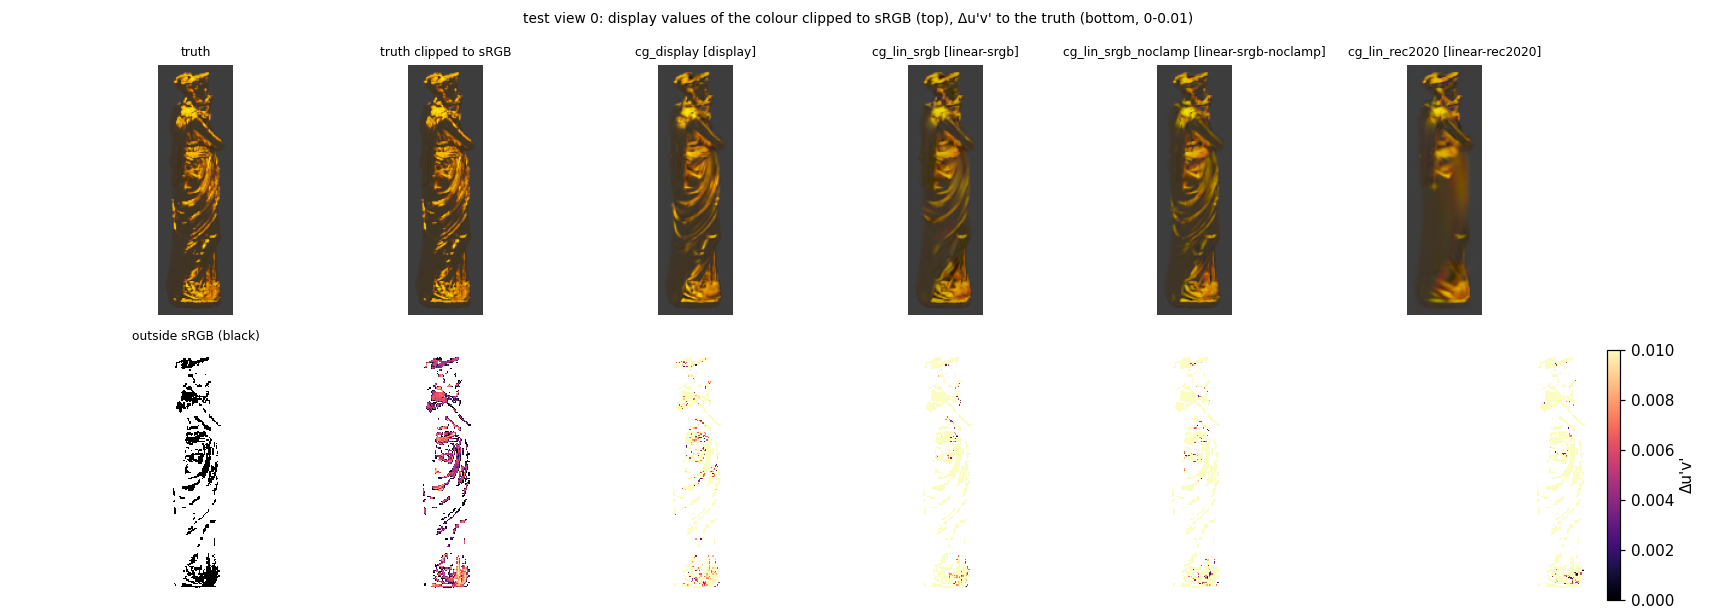 test view 0: display values of the colour clipped to sRGB (top), Δu'v' to the truth (bottom, 0-0.01)
truth
truth clipped to sRGB
cg_display [display]
cg_lin_srgb [linear-srgb]
cg_lin_srgb_noclamp [linear-srgb-noclamp]
cg_lin_rec2020 [linear-rec2020]
outside sRGB (black)
0.010
0.008
0.006
0.004
0.002
0.000
Δu'v'